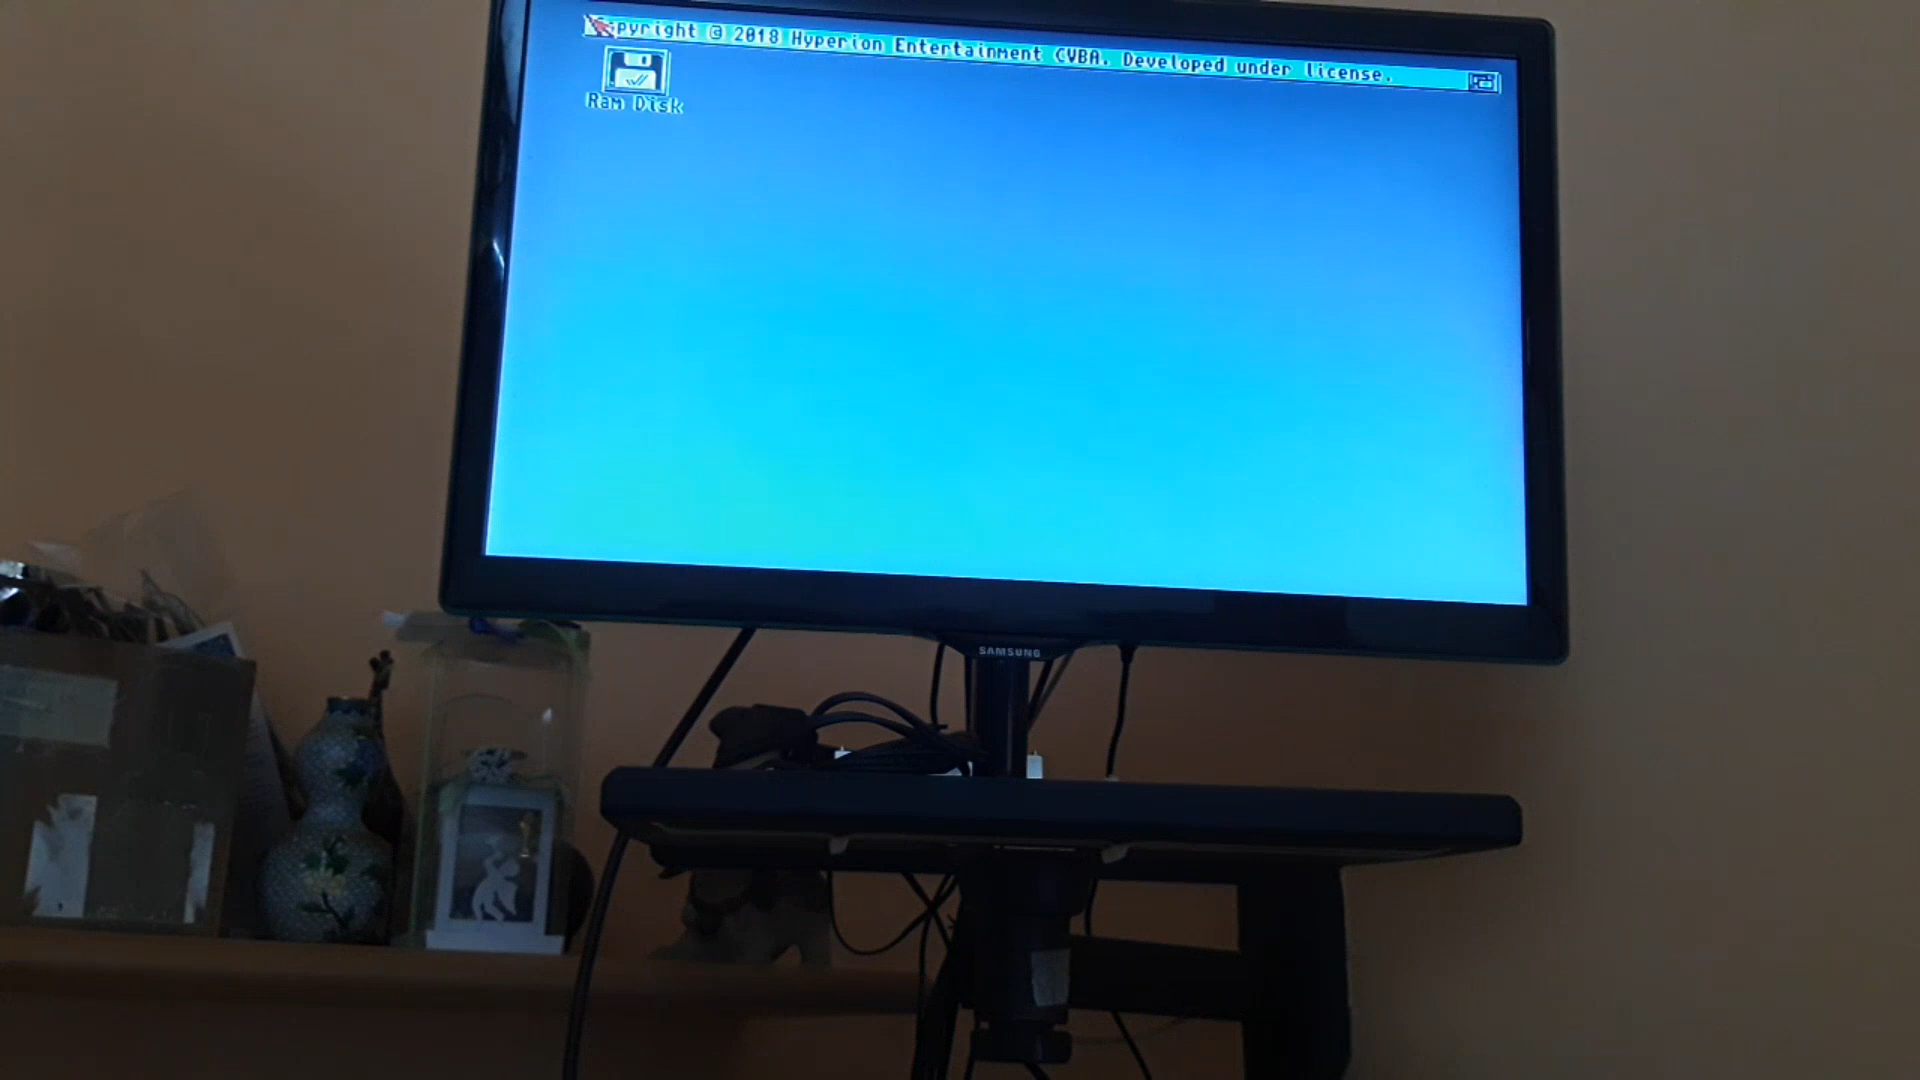 Copyright © 2018 Hyperion Entertainment CVBA. Developed under license.
Ram Disk
SAMSUNG